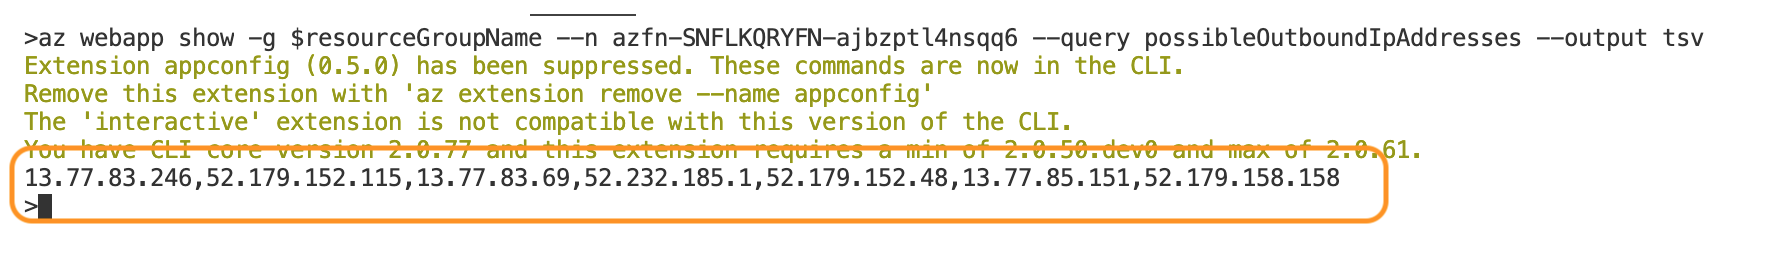 >az webapp show -g $resourceGroupName --n azfn-SNFLKQRYFN-ajbzptl4nsqq6 --query possibleOutboundIpAddresses --output tsv
Extension appconfig (0.5.0) has been suppressed. These commands are now in the CLI.
Remove this extension with 'az extension remove --name appconfig'
The 'interactive' extension is not compatible with this version of the CLI.
You have CLI core version 2.0.77 and this extension requires a min of 2.0.50.dev0 and max of 2.0.61.
13.77.83.246,52.179.152.115,13.77.83.69,52.232.185.1,52.179.152.48,13.77.85.151,52.179.158.158
>